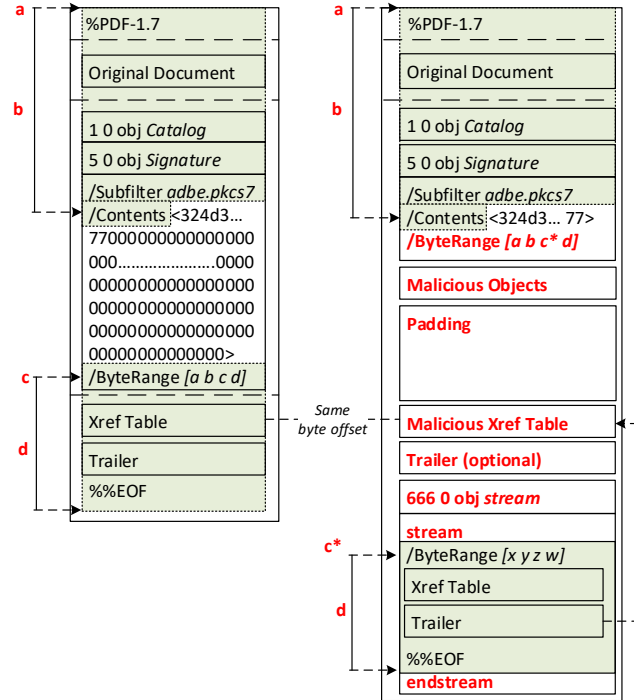 a
%PDF-1.7
Original Document
b
1 0 obj Catalog
5 0 obj Signature
/Subfilter adbe.pkcs7
/Contents <324d3...
77000000000000000
000......................0000
00000000000000000
00000000000000000
00000000000000000
00000000000000>
c
/ByteRange [a b c d]
Xref Table
d
Trailer
%%EOF
Same
byte offset
a
%PDF-1.7
Original Document
b
1 0 obj Catalog
5 0 obj Signature
/Subfilter adbe.pkcs7
/Contents <324d3... 77>
/ByteRange [a b c* d]
Malicious Objects
Padding
Malicious Xref Table
Trailer (optional)
666 0 obj stream
stream
c*
/ByteRange [x y z w]
Xref Table
d
Trailer
%%EOF
endstream